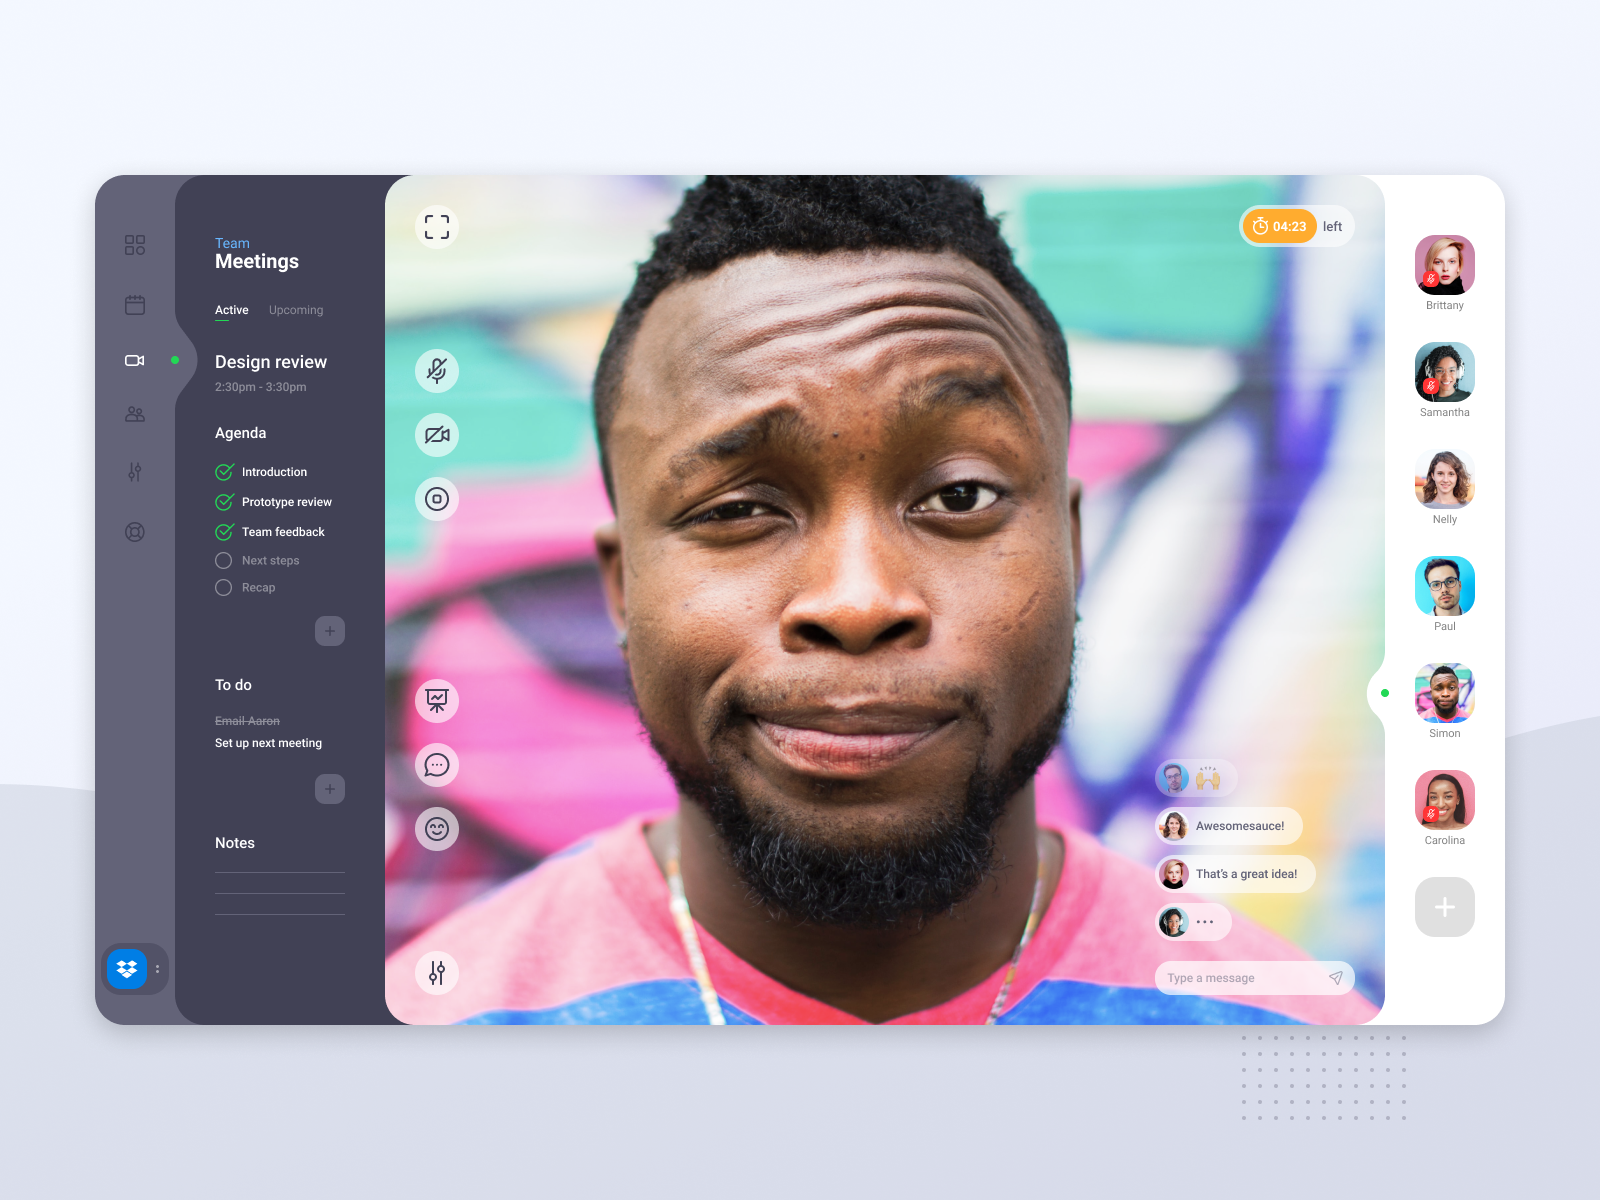 Team
Meetings
Active
Upcoming
Design review
2:30pm - 3:30pm
Agenda
Introduction
Prototype review
Team feedback
Next steps
Recap
To do
Email Aaron
Set up next meeting
Notes
04:23 left
Awesomesauce!
That's a great idea!
Type a message
Brittany
Samantha
Nelly
Paul
Simon
Carolina